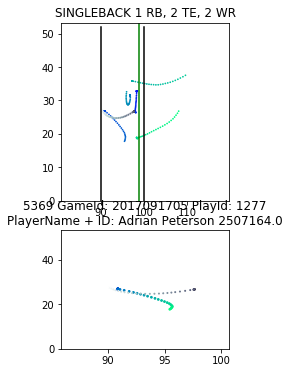 SINGLEBACK 1 RB, 2 TE, 2 WR
50
40
30
20
10
0
90 100 110
5369 GameId: 2017091705 PlayId: 1277
PlayerName + ID: Adrian Peterson 2507164.0
40
20
0
90 95 100